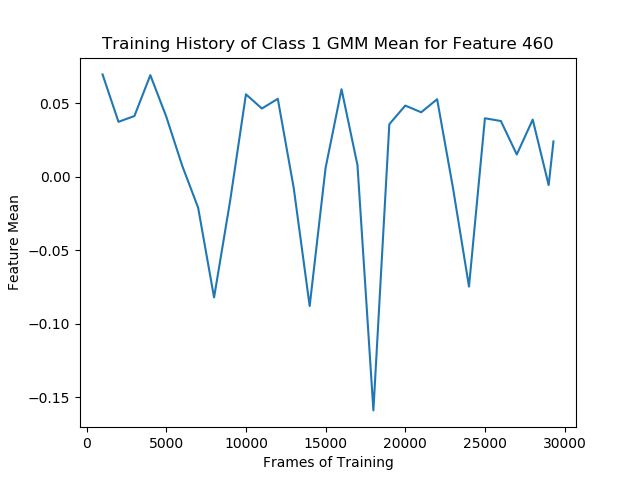 Training History of Class 1 GMM Mean for Feature 460
0.05
0.00
−0.05
−0.10
−0.15
Feature Mean
0 5000 10000 15000 20000 25000 30000
Frames of Training